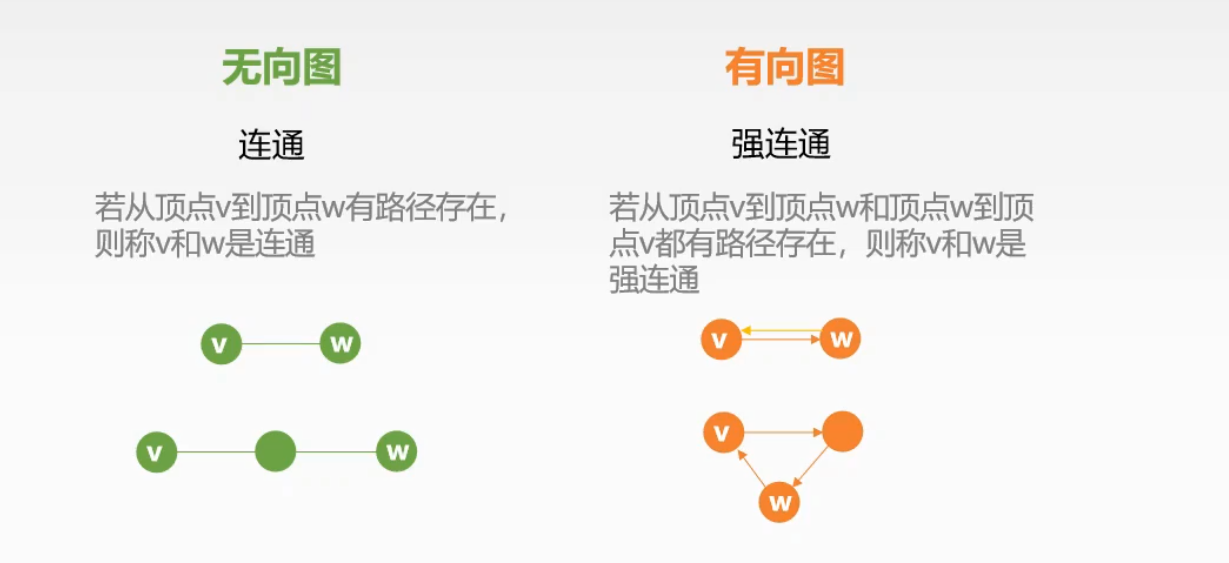 无向图
连通
若从顶点v到顶点w有路径存在，
则称v和w是连通
v
w
v
w
有向图
强连通
若从顶点v到顶点w和顶点w到顶
点v都有路径存在，则称v和w是
强连通
v
w
v
w